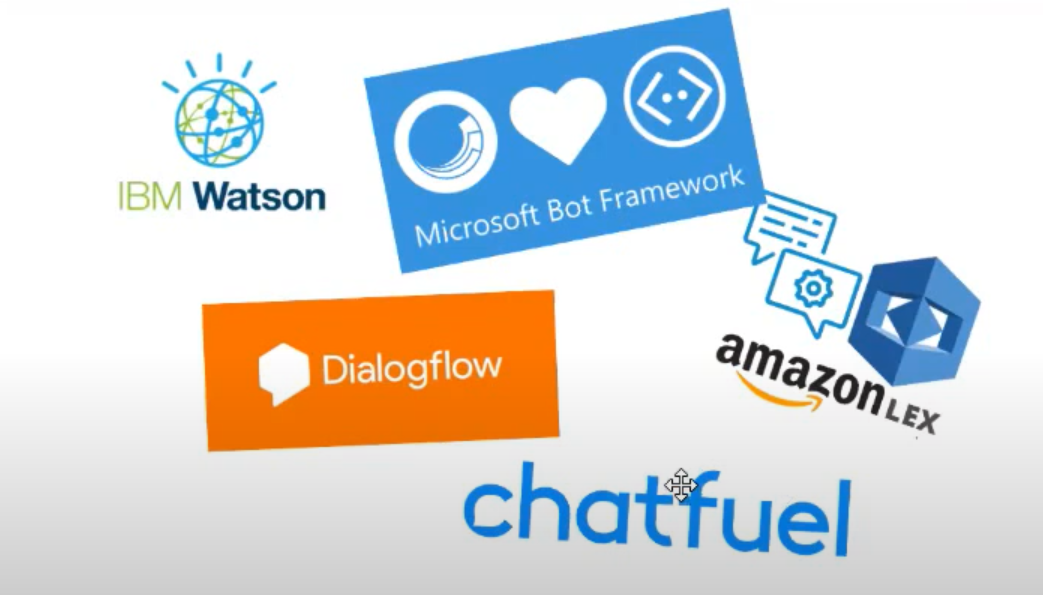 IBM Watson
Microsoft Bot Framework
Dialogflow
amazon LEX
chatfuel